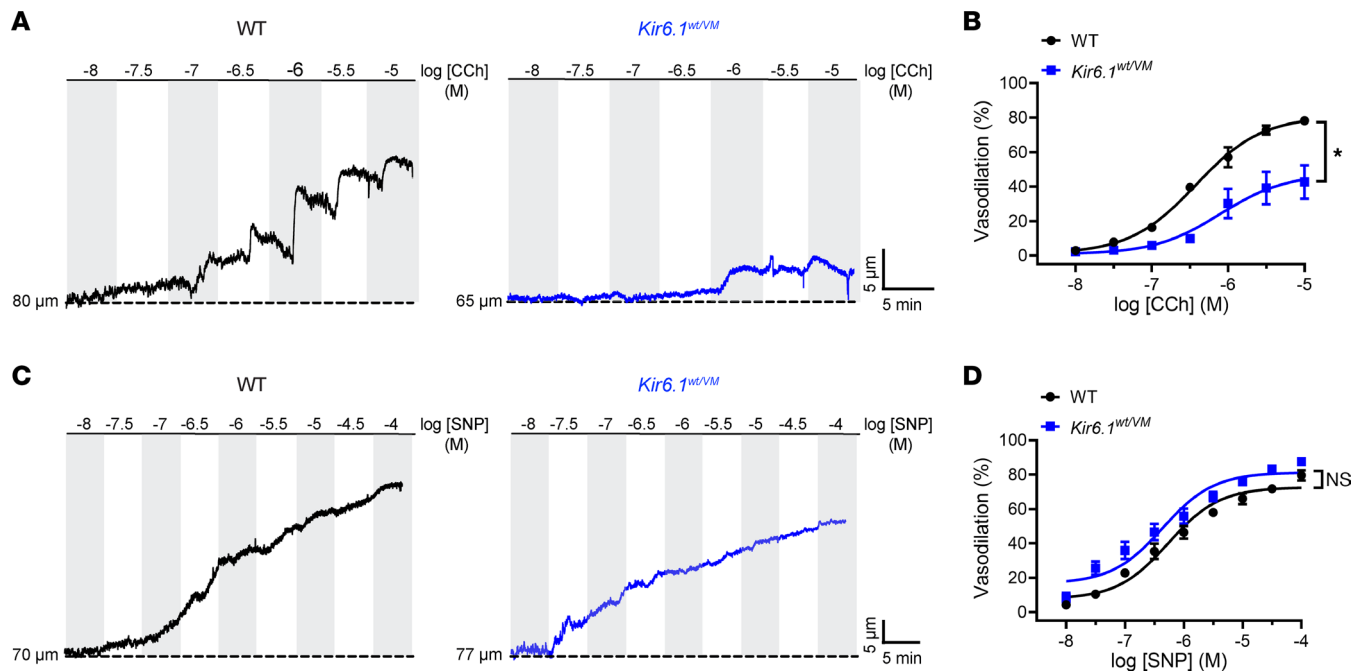 A
WT
Kir6.1wt/VM
-8 -7.5 -7 -6.5 -6 -5.5 -5 log [CCh] (M)
-8 -7.5 -7 -6.5 -6 -5.5 -5 log [CCh] (M)
80 µm
65 µm
5 µm
5 min
B
WT
Kir6.1wt/VM
Vasodilation (%)
100
80
60
40
20
0
*
-8 -7 -6 -5
log [CCh] (M)
C
WT
Kir6.1wt/VM
-8 -7.5 -7 -6.5 -6 -5.5 -5 -4.5 -4 log [SNP] (M)
-8 -7.5 -7 -6.5 -6 -5.5 -5 -4.5 -4 log [SNP] (M)
70 µm
77 µm
5 µm
5 min
D
WT
Kir6.1wt/VM
Vasodilation (%)
100
80
60
40
20
0
NS
-8 -7 -6 -5 -4
log [SNP] (M)